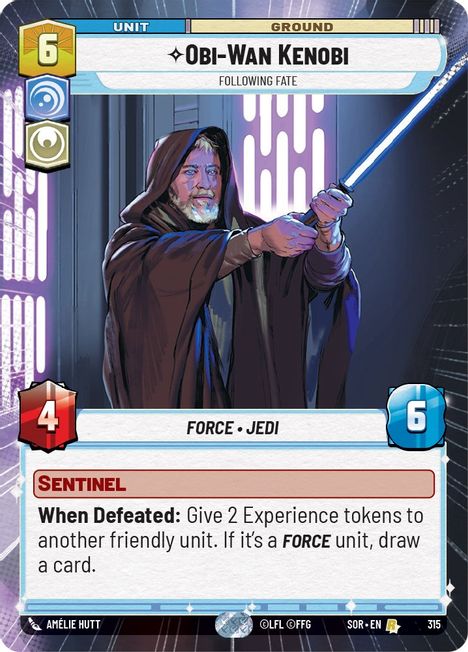 UNIT
GROUND
6
✧OBI-WAN KENOBI
FOLLOWING FATE
4
6
FORCE • JEDI
SENTINEL
When Defeated: Give 2 Experience tokens to
another friendly unit. If it's a FORCE unit, draw
a card.
AMÉLIE HUTT
©LFL ©FFG
SOR•EN R 315